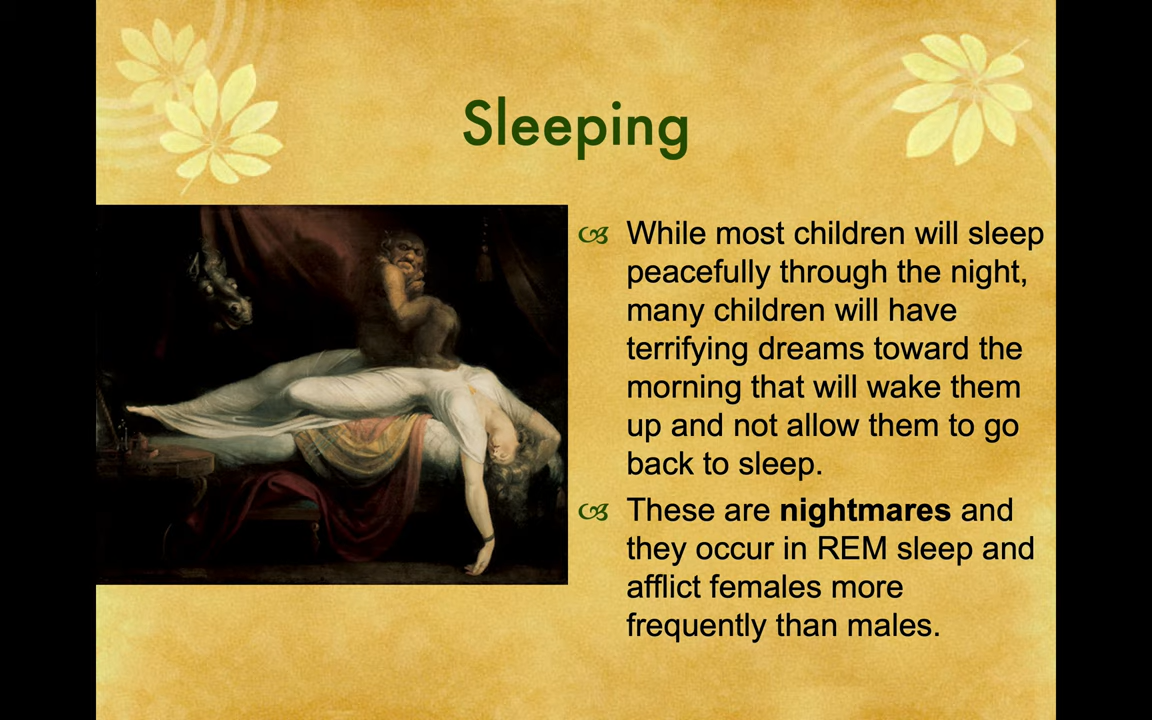 Sleeping
While most children will sleep
peacefully through the night,
many children will have
terrifying dreams toward the
morning that will wake them
up and not allow them to go
back to sleep.
These are nightmares and
they occur in REM sleep and
afflict females more
frequently than males.